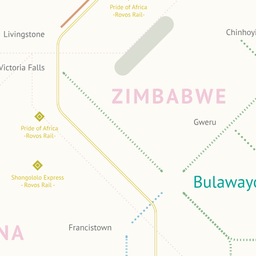 Pride of Africa
-Rovos Rail-
Livingstone
Chinhoyi
Victoria Falls
ZIMBABWE
Gweru
Pride of Africa
-Rovos Rail-
Shongololo Express
-Rovos Rail-
Bulawayo
Francistown
NA